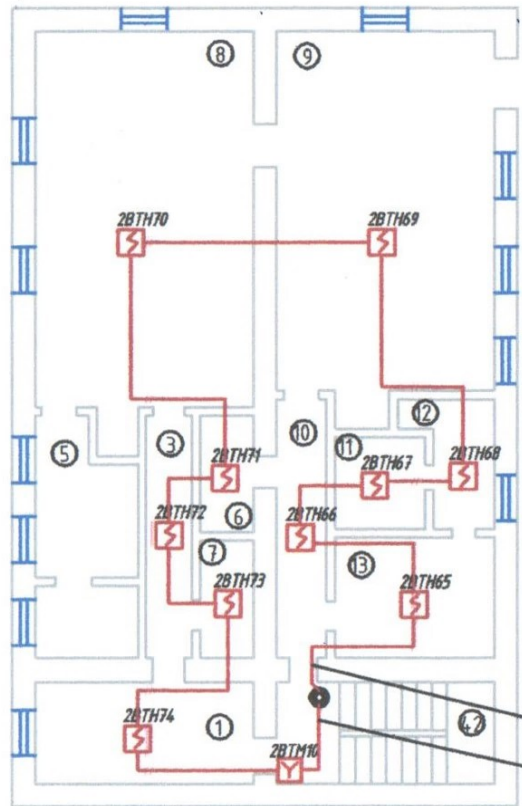 8 9
2BTH70 2BTH69
5 3 10 11 12
2BTH71 2BTH67 2BTH68
6
2BTH72 2BTH66
7 13
2BTH73 2BTH65
2BTH74 1 42
2BTM10